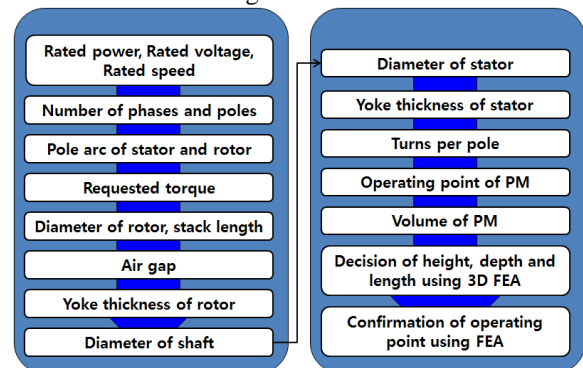 Rated power, Rated voltage,
Rated speed
Number of phases and poles
Pole arc of stator and rotor
Requested torque
Diameter of rotor, stack length
Air gap
Yoke thickness of rotor
Diameter of shaft
Diameter of stator
Yoke thickness of stator
Turns per pole
Operating point of PM
Volume of PM
Decision of height, depth and
length using 3D FEA
Confirmation of operating
point using FEA